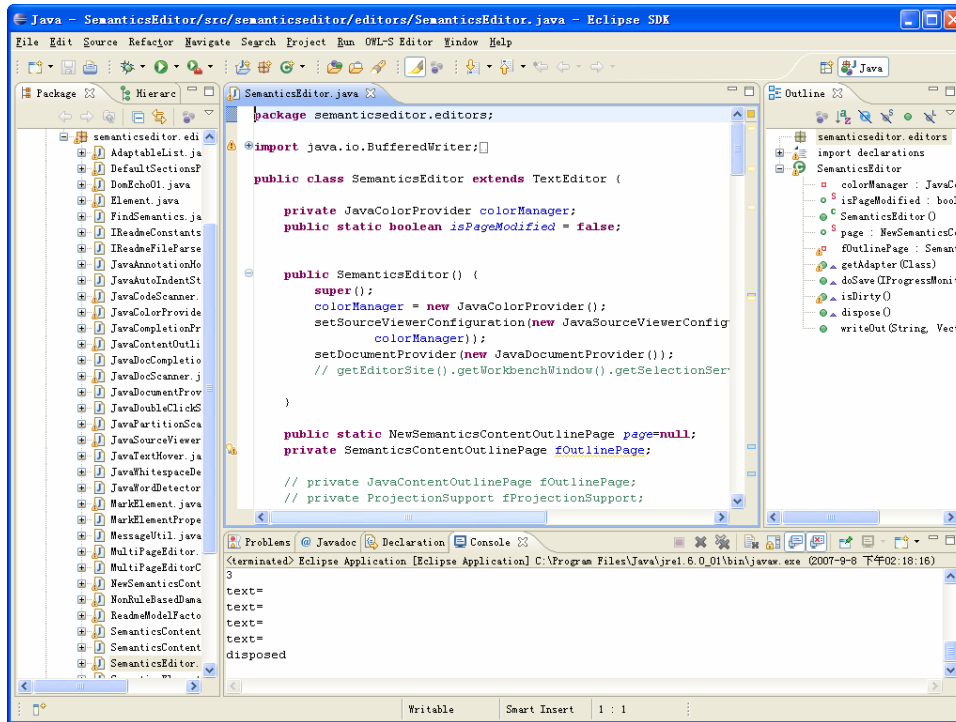 Java - SemanticsEditor/src/semanticseditor/editors/SemanticsEditor.java - Eclipse SDK
File Edit Source Refactor Navigate Search Project Run OWL-S Editor Window Help
Java
Package
Hierarc
semanticseditor.edi
AdaptableList.ja
DefaultSectionsP
DomEcho01.java
Element.java
FindSemantics.ja
IReadmeConstants
IReadmeFileParse
JavaAnnotationHo
JavaAutoIndentSt
JavaCodeScanner.
JavaColorProvide
JavaCompletionPr
JavaContentOutli
JavaDocCompletio
JavaDocScanner.j
JavaDocumentProv
JavaDoubleClickS
JavaPartitionSca
JavaSourceViewer
JavaTextHover.ja
JavaWhitespaceDe
JavaWordDetector
MarkElement.java
MarkElementPrope
MessageUtil.java
MultiPageEditor.
MultiPageEditorC
NewSemanticsCont
NonRuleBasedDama
ReadmeModelFacto
SemanticsContent
SemanticsContent
SemanticsEditor.
SemanticsEditor.java
package semanticseditor.editors;
import java.io.BufferedWriter;
public class SemanticsEditor extends TextEditor {
private JavaColorProvider colorManager;
public static boolean isPageModified = false;
public SemanticsEditor() {
super();
colorManager = new JavaColorProvider();
setSourceViewerConfiguration(new JavaSourceViewerConfig
colorManager));
setDocumentProvider(new JavaDocumentProvider());
// getEditorSite().getWorkbenchWindow().getSelectionSer
}
public static NewSemanticsContentOutlinePage page=null;
private SemanticsContentOutlinePage fOutlinePage;
// private JavaContentOutlinePage fOutlinePage;
// private ProjectionSupport fProjectionSupport;
Outline
semanticseditor.editors
import declarations
SemanticsEditor
colorManager : JavaCo
isPageModified : bool
SemanticsEditor()
page : NewSemanticsCo
fOutlinePage : Semant
getAdapter(Class)
doSave(IProgressMonit
isDirty()
dispose()
writeOut(String, Vect
Problems @ Javadoc Declaration Console
<terminated> Eclipse Application [Eclipse Application] C:\Program Files\Java\jre1.6.0_01\bin\javaw.exe (2007-9-8 下午02:18:16)
3
text=
text=
text=
text=
disposed
Writable
Smart Insert
1 : 1